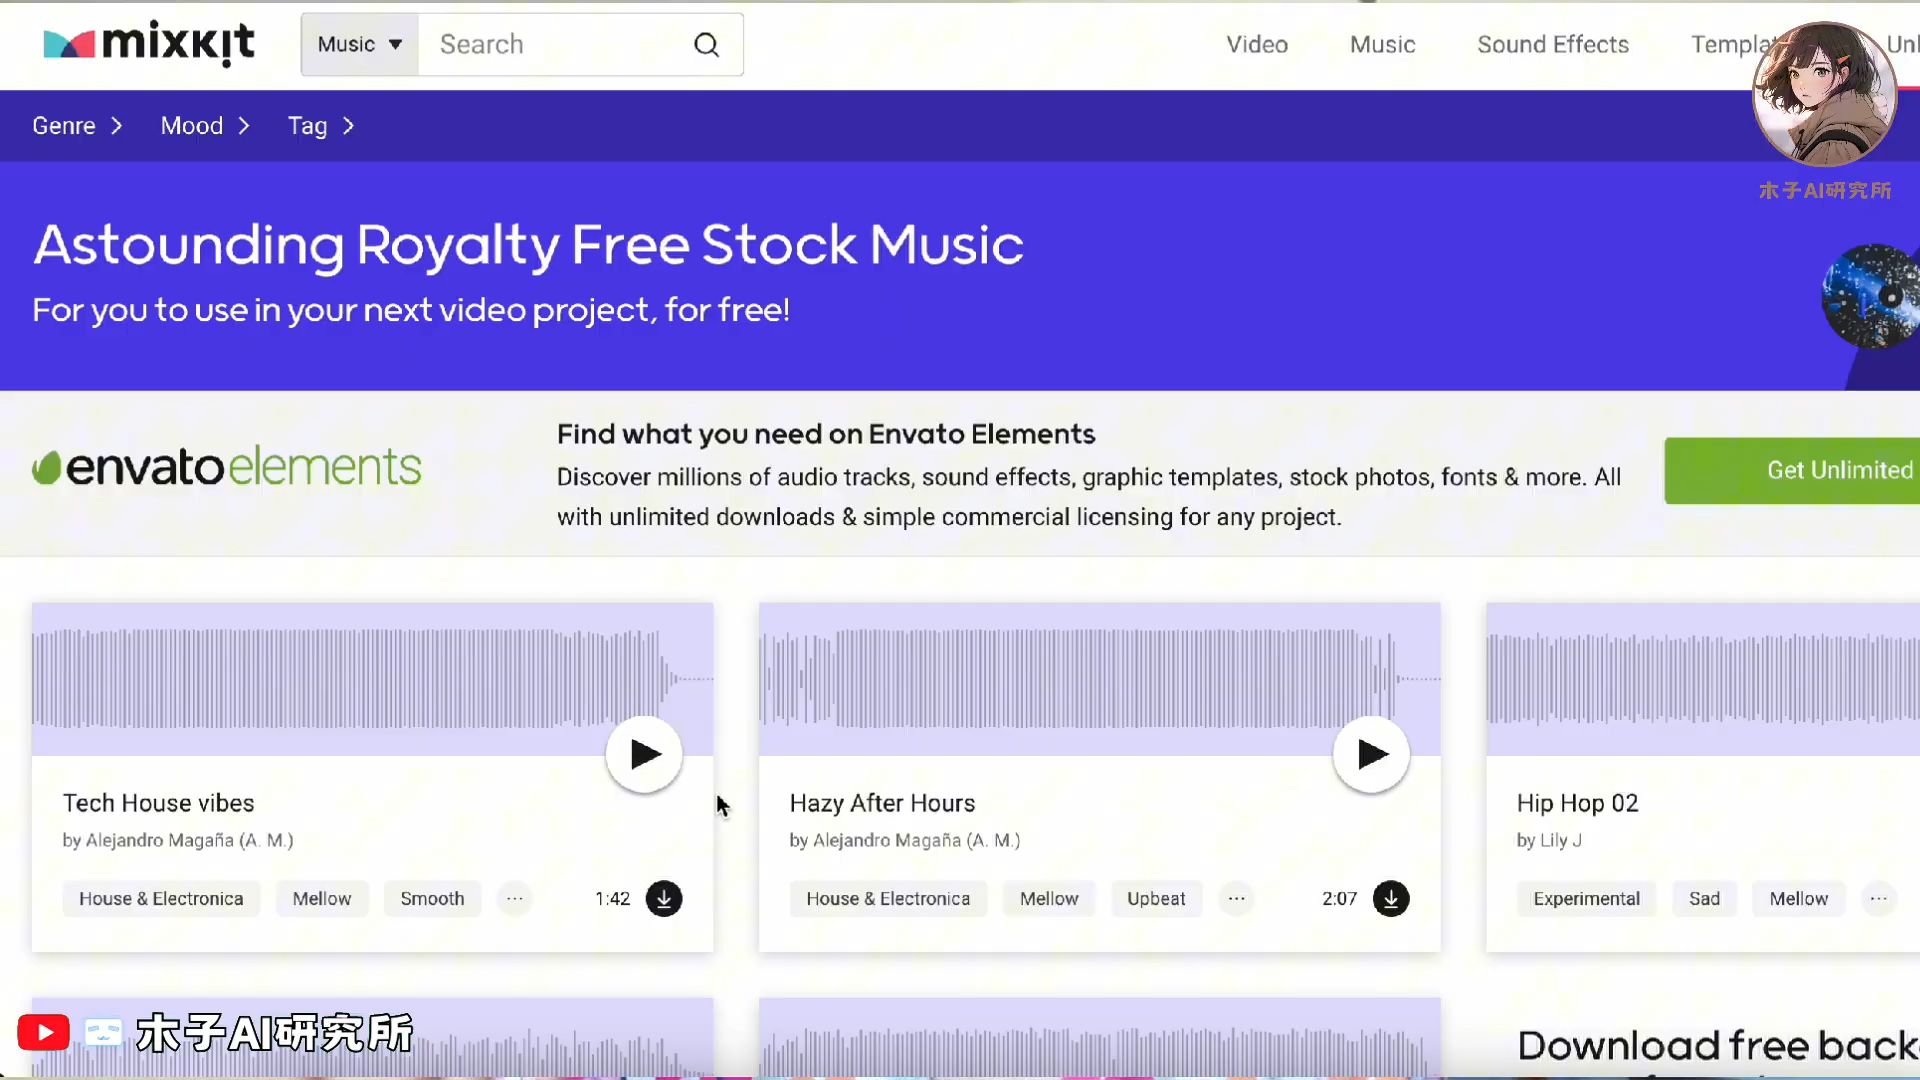 mixkit
Music
Search
Video
Music
Sound Effects
Genre
Mood
Tag
木子AI研究所
Astounding Royalty Free Stock Music
For you to use in your next video project, for free!
envato elements
Find what you need on Envato Elements
Discover millions of audio tracks, sound effects, graphic templates, stock photos, fonts & more. All
with unlimited downloads & simple commercial licensing for any project.
Get Unlimited
Tech House vibes
by Alejandro Magaña (A. M.)
House & Electronica
Mellow
Smooth
...
1:42
Hazy After Hours
by Alejandro Magaña (A. M.)
House & Electronica
Mellow
Upbeat
...
2:07
Hip Hop 02
by Lily J
Experimental
Sad
Mellow
...
木子AI研究所
Download free